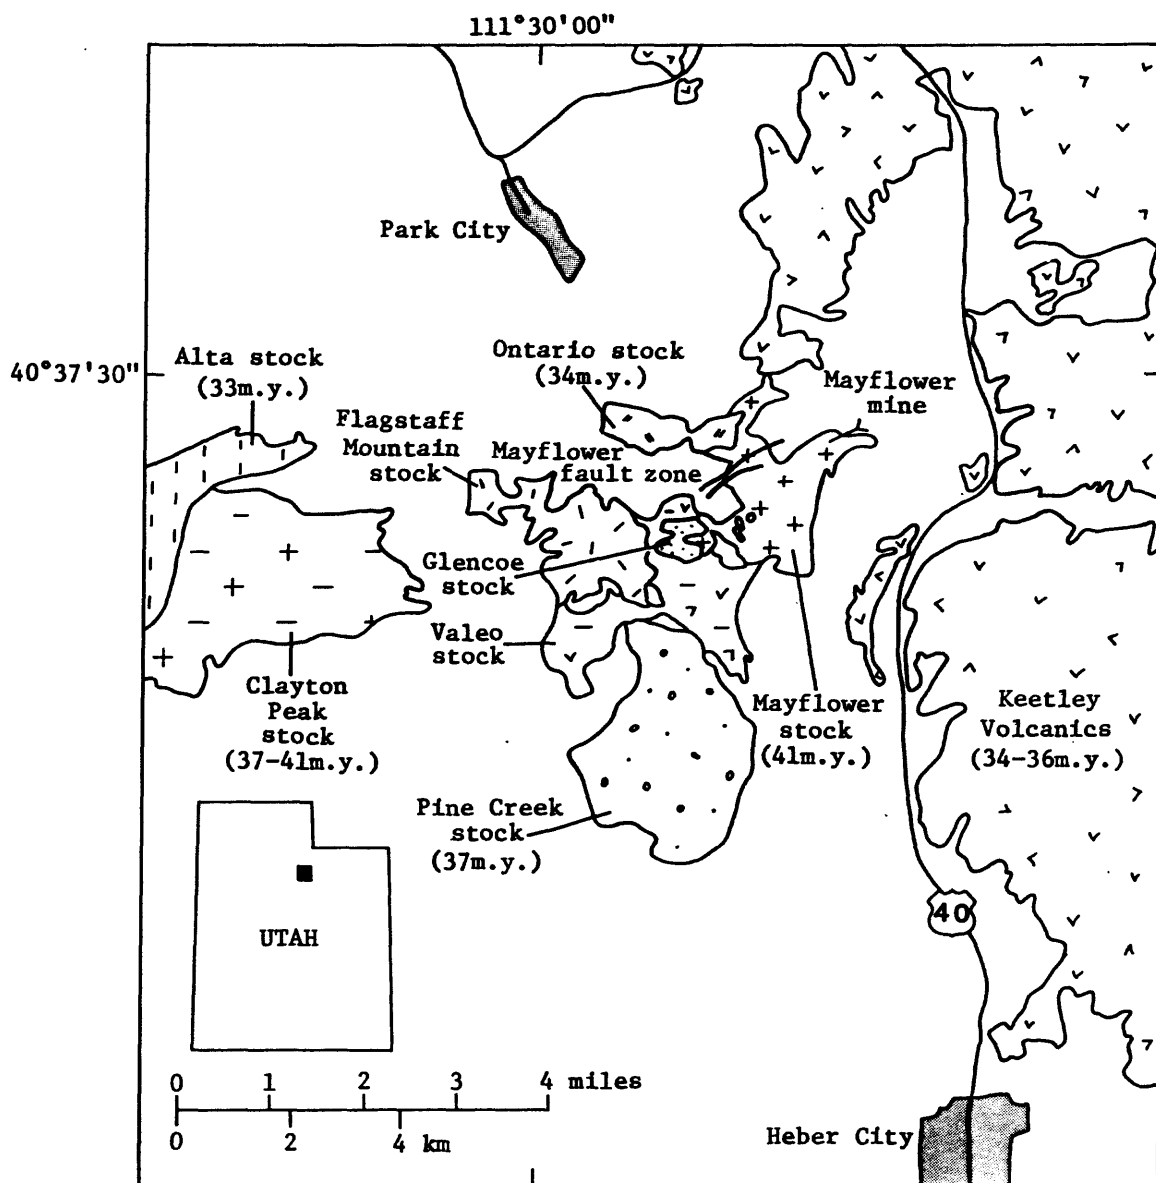 111°30'00"
Park City
40°37'30"
Alta stock
(33m.y.)
Ontario stock
(34m.y.)
Mayflower
mine
Flagstaff
Mountain
stock
Mayflower
fault zone
Glencoe
stock
Valeo
stock
Clayton
Peak
stock
(37-41m.y.)
Mayflower
stock
(41m.y.)
Keetley
Volcanics
(34-36m.y.)
Pine Creek
stock
(37m.y.)
40
UTAH
0 1 2 3 4 miles
0 2 4 km
Heber City